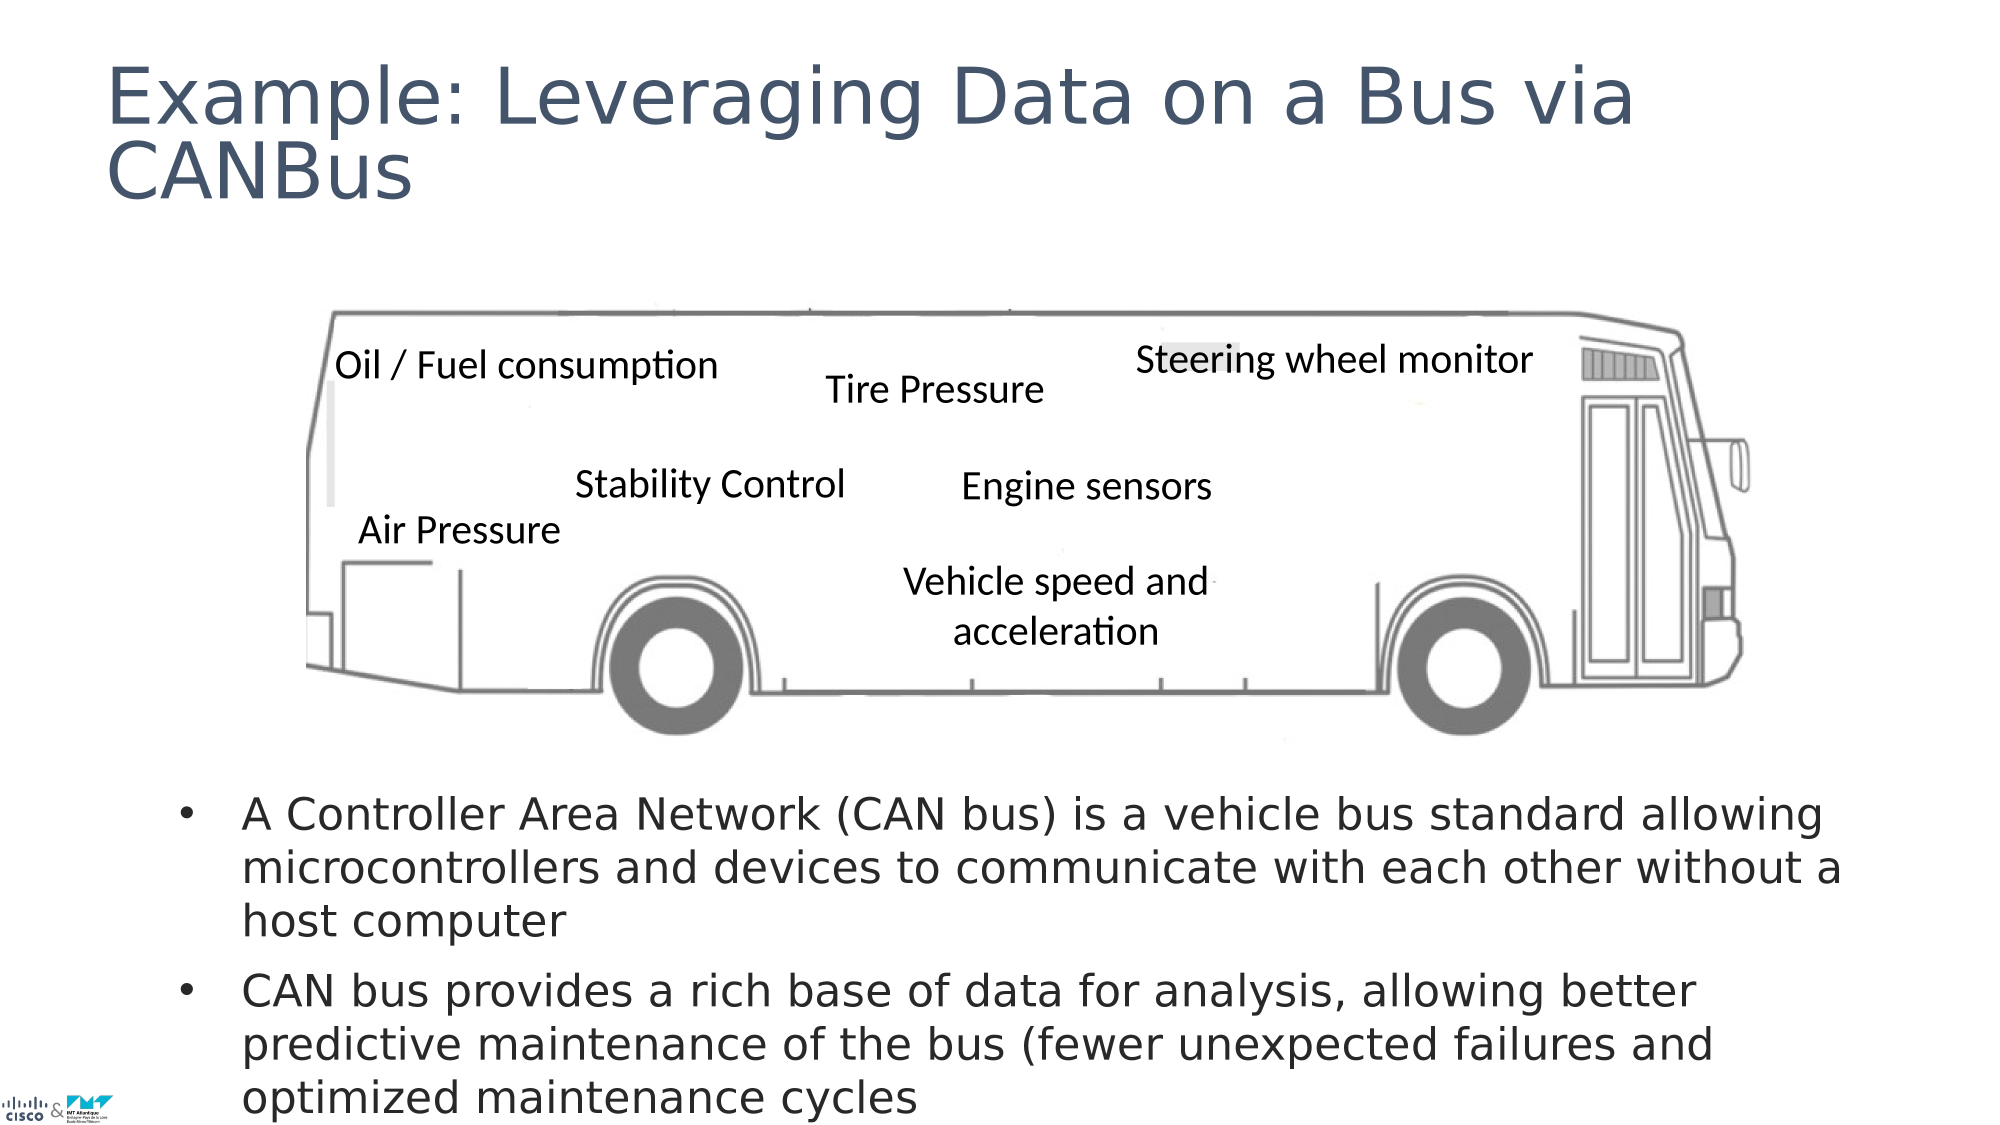 Example: Leveraging Data on a Bus via
CANBus
Oil / Fuel consumption
Tire Pressure
Steering wheel monitor
Stability Control
Engine sensors
Air Pressure
Vehicle speed and
acceleration
• A Controller Area Network (CAN bus) is a vehicle bus standard allowing
microcontrollers and devices to communicate with each other without a
host computer
• CAN bus provides a rich base of data for analysis, allowing better
predictive maintenance of the bus (fewer unexpected failures and
optimized maintenance cycles
CISCO & IMT Atlantique